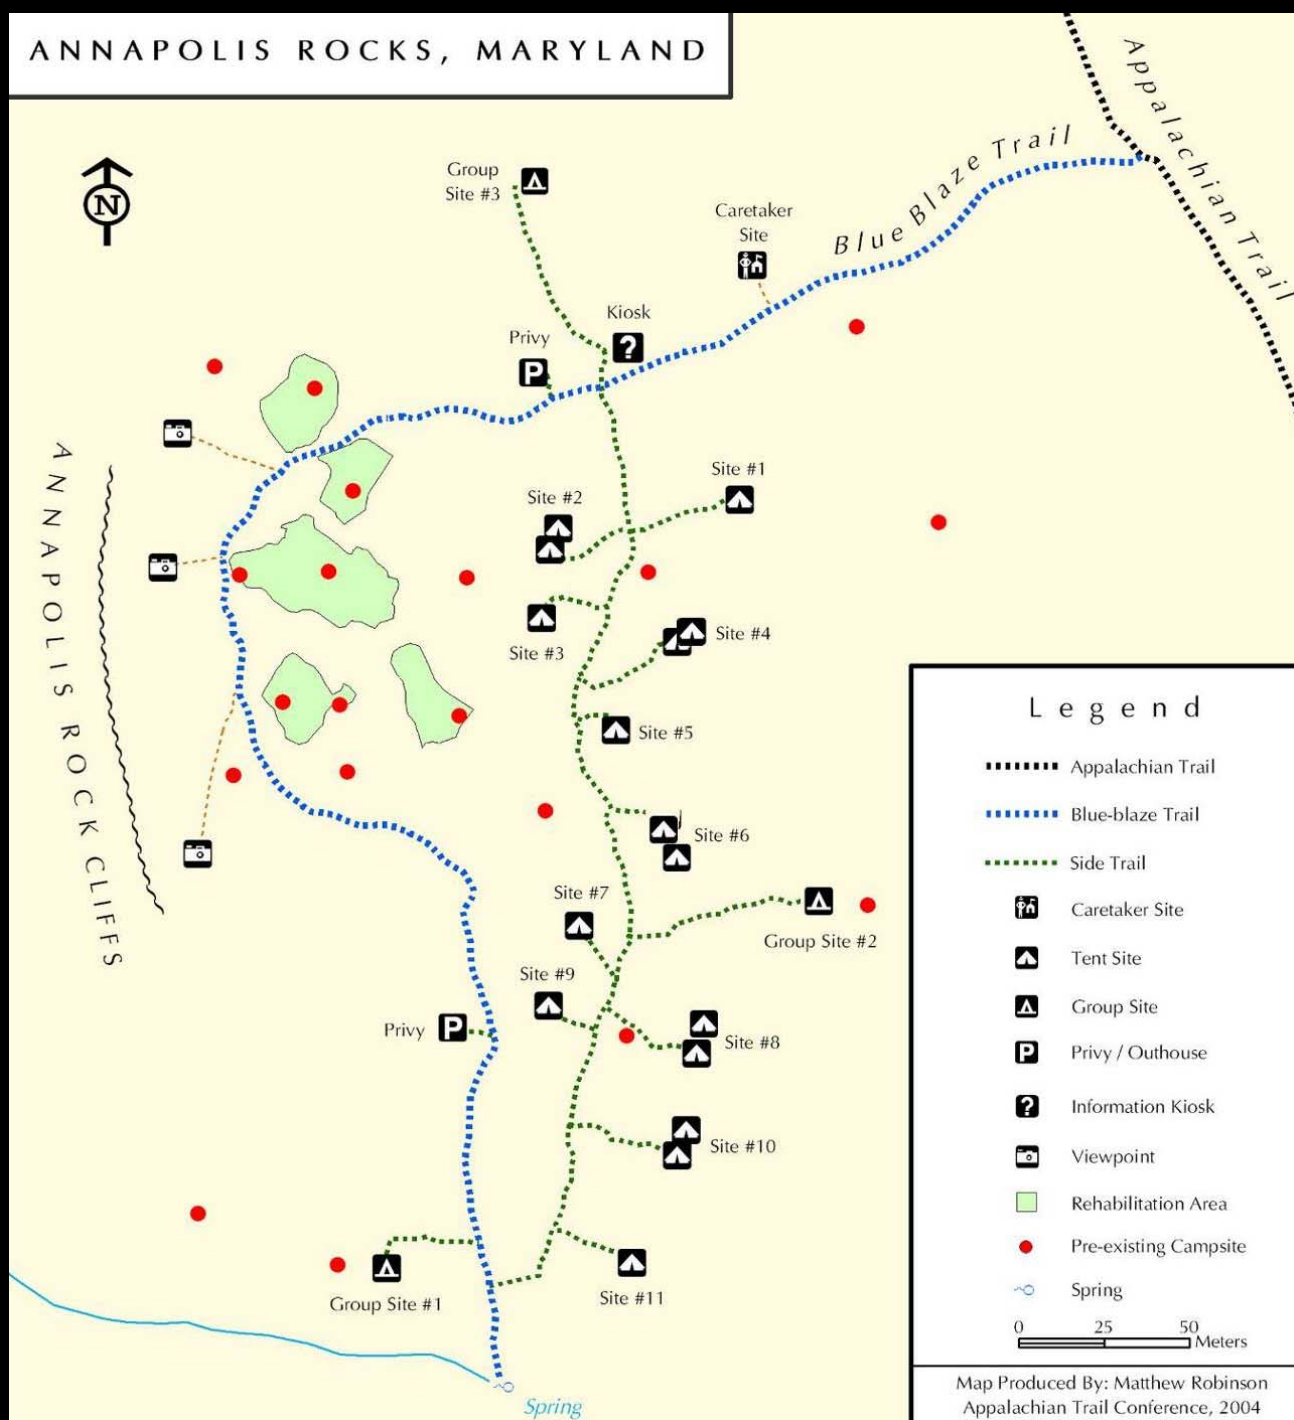 ANNAPOLIS ROCKS, MARYLAND
Appalachian Trail
Blue Blaze Trail
N
Group
Site #3
Caretaker
Site
Kiosk
?
Privy
P
Site #1
Site #2
Site #3
Site #4
Site #5
Site #6
Site #7
Group Site #2
Site #9
Privy
P
Site #8
Site #10
Group Site #1
Site #11
Spring
ANNAPOLIS ROCK CLIFFS
Legend
Appalachian Trail
Blue-blaze Trail
Side Trail
Caretaker Site
Tent Site
Group Site
P
Privy / Outhouse
?
Information Kiosk
Viewpoint
Rehabilitation Area
Pre-existing Campsite
Spring
0 25 50
Meters
Map Produced By: Matthew Robinson
Appalachian Trail Conference, 2004